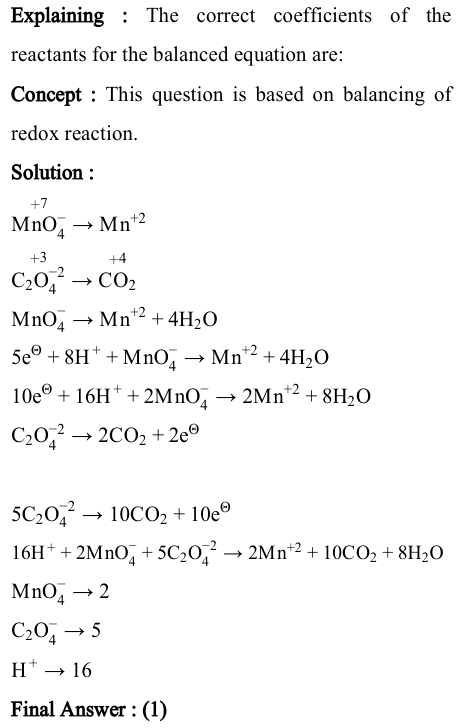 Explaining : The correct coefficients of the
reactants for the balanced equation are:
Concept : This question is based on balancing of
redox reaction.
Solution :
+7
MnO₄⁻ → Mn⁺²
+3 +4
C₂O₄⁻² → CO₂
MnO₄⁻ → Mn⁺² + 4H₂O
5e^Θ + 8H⁺ + MnO₄⁻ → Mn⁺² + 4H₂O
10e^Θ + 16H⁺ + 2MnO₄⁻ → 2Mn⁺² + 8H₂O
C₂O₄⁻² → 2CO₂ + 2e^Θ
5C₂O₄⁻² → 10CO₂ + 10e^Θ
16H⁺ + 2MnO₄⁻ + 5C₂O₄⁻² → 2Mn⁺² + 10CO₂ + 8H₂O
MnO₄⁻ → 2
C₂O₄⁻ → 5
H⁺ → 16
Final Answer : (1)